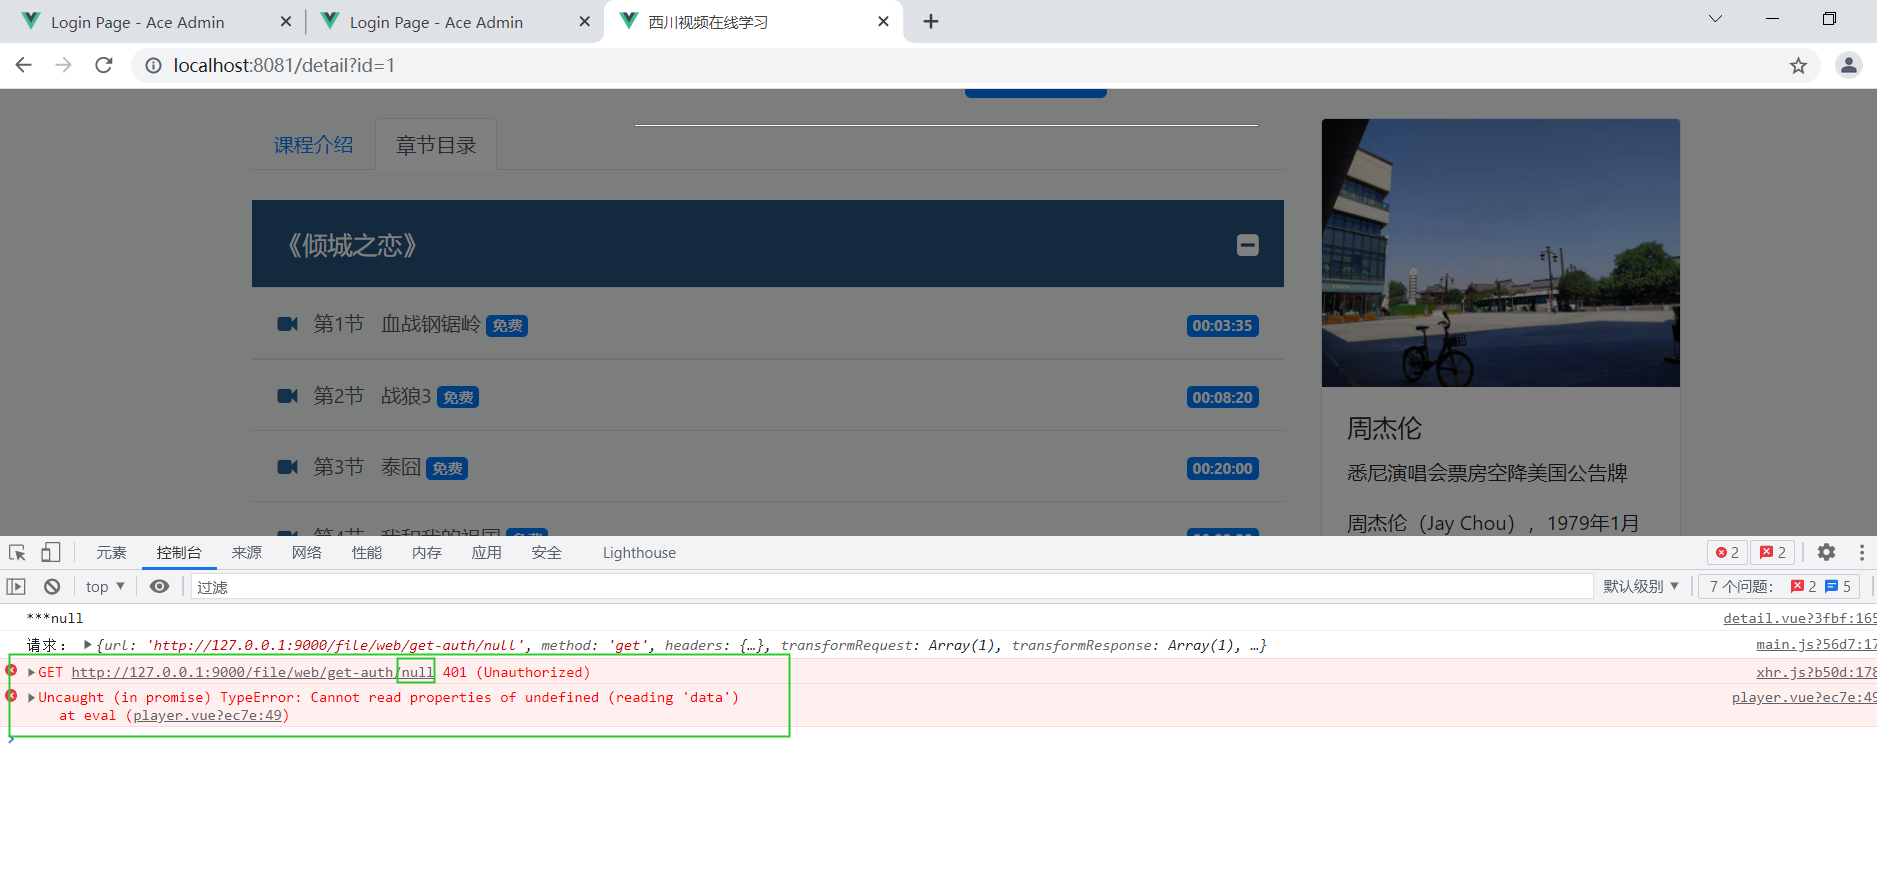 Login Page - Ace Admin
Login Page - Ace Admin
西川视频在线学习
localhost:8081/detail?id=1
课程介绍
章节目录
《倾城之恋》
第1节 血战钢锯岭 免费 00:03:35
第2节 战狼3 免费 00:08:20
第3节 泰囧 免费 00:20:00
第4节 我和我的祖国 免费
周杰伦
悉尼演唱会票房空降美国公告牌
周杰伦（Jay Chou），1979年1月
元素 控制台 来源 网络 性能 内存 应用 安全 Lighthouse 2 2
top 过滤 默认级别 7 个问题： 2 5
***null detail.vue?3fbf:165
请求： {url: 'http://127.0.0.1:9000/file/web/get-auth/null', method: 'get', headers: {…}, transformRequest: Array(1), transformResponse: Array(1), …} main.js?56d7:17
GET http://127.0.0.1:9000/file/web/get-auth/null 401 (Unauthorized) xhr.js?b50d:178
Uncaught (in promise) TypeError: Cannot read properties of undefined (reading 'data') player.vue?ec7e:49
at eval (player.vue?ec7e:49)